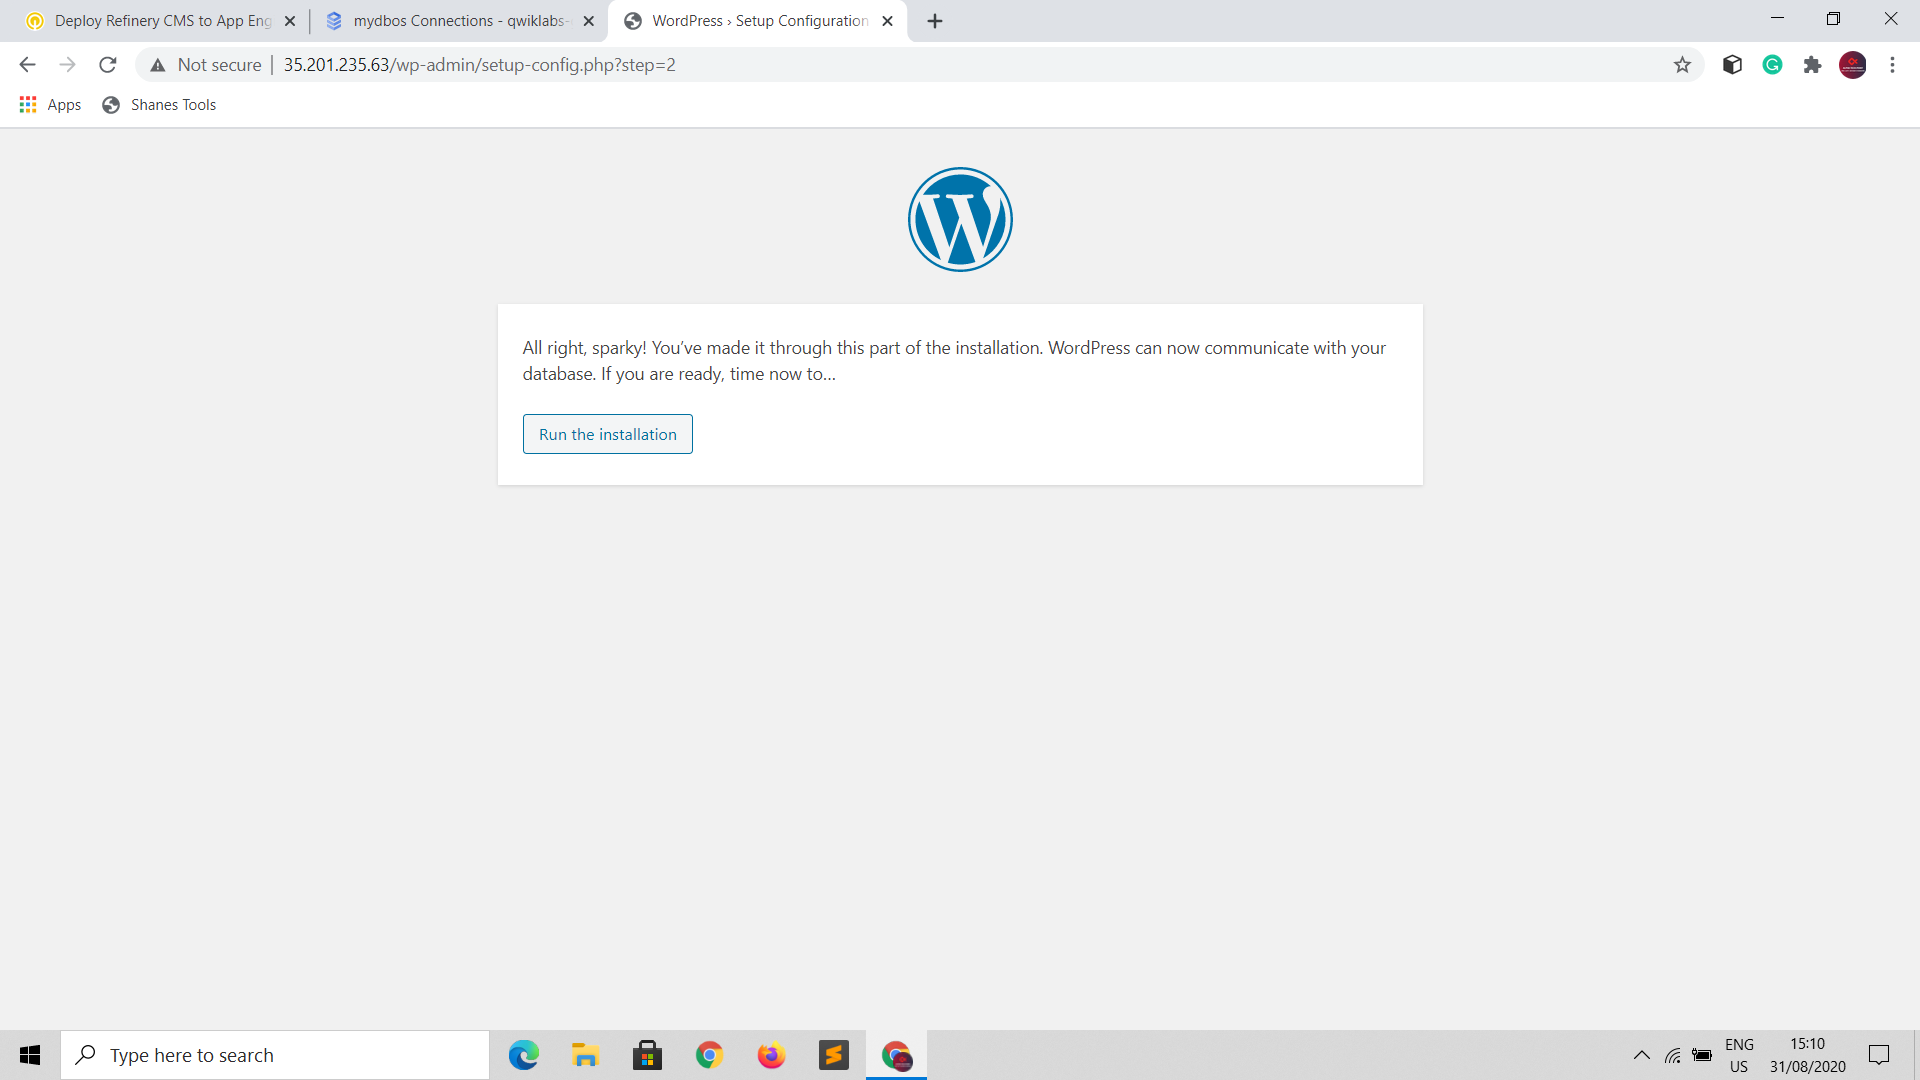 Deploy Refinery CMS to App Eng
mydbos Connections - qwiklabs-
WordPress › Setup Configuration
Not secure
35.201.235.63/wp-admin/setup-config.php?step=2
Apps
Shanes Tools
All right, sparky! You’ve made it through this part of the installation. WordPress can now communicate with your
database. If you are ready, time now to…
Run the installation
Type here to search
ENG
US
15:10
31/08/2020